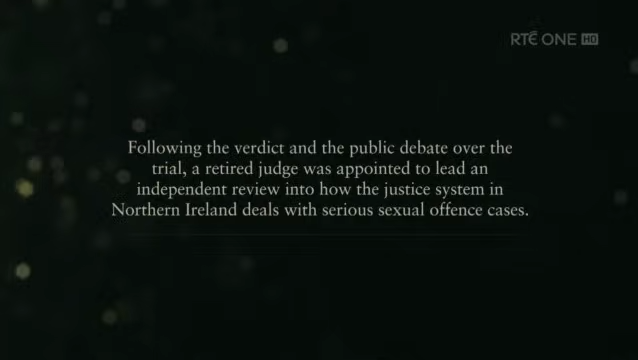 RTÉ ONE HD
Following the verdict and the public debate over the
trial, a retired judge was appointed to lead an
independent review into how the justice system in
Northern Ireland deals with serious sexual offence cases.